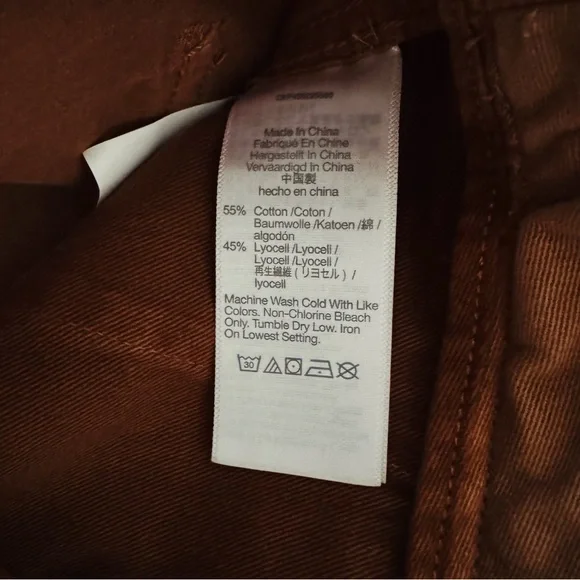 Made In China
Fabriqué En Chine
Hergestellt In China
Vervaardigd In China
中国製
hecho en china
55% Cotton /Coton /
Baumwolle /Katoen /綿 /
algodón
45% Lyocell /Lyocell /
Lyocell /Lyocell /
再生繊維 ( リヨセル ) /
lyocell
Machine Wash Cold With Like
Colors. Non-Chlorine Bleach
Only. Tumble Dry Low. Iron
On Lowest Setting.
30